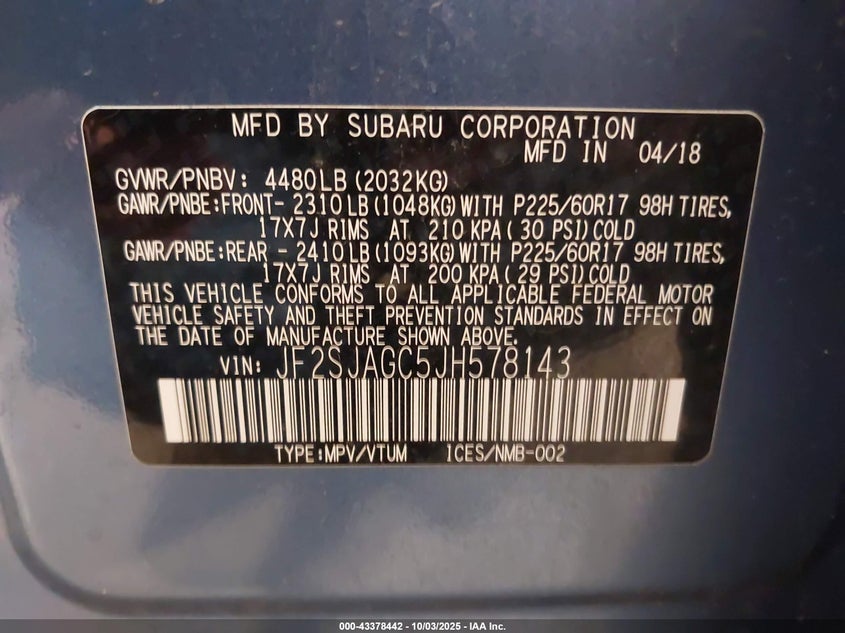 MFD BY SUBARU CORPORATION
MFD IN 04/18
GVWR/PNBV: 4480LB (2032KG)
GAWR/PNBE:FRONT- 2310LB (1048KG) WITH P225/60R17 98H TIRES,
17X7J RIMS AT 210 KPA ( 30 PSI) COLD
GAWR/PNBE:REAR - 2410LB (1093KG) WITH P225/60R17 98H TIRES,
17X7J RIMS AT 200 KPA ( 29 PSI) COLD
THIS VEHICLE CONFORMS TO ALL APPLICABLE FEDERAL MOTOR
VEHICLE SAFETY AND THEFT PREVENTION STANDARDS IN EFFECT ON
THE DATE OF MANUFACTURE SHOWN ABOVE.
VIN: JF2SJAGC5JH578143
TYPE:MPV/VTUM ICES/NMB-002
000-43378442 - 10/03/2025 - IAA Inc.